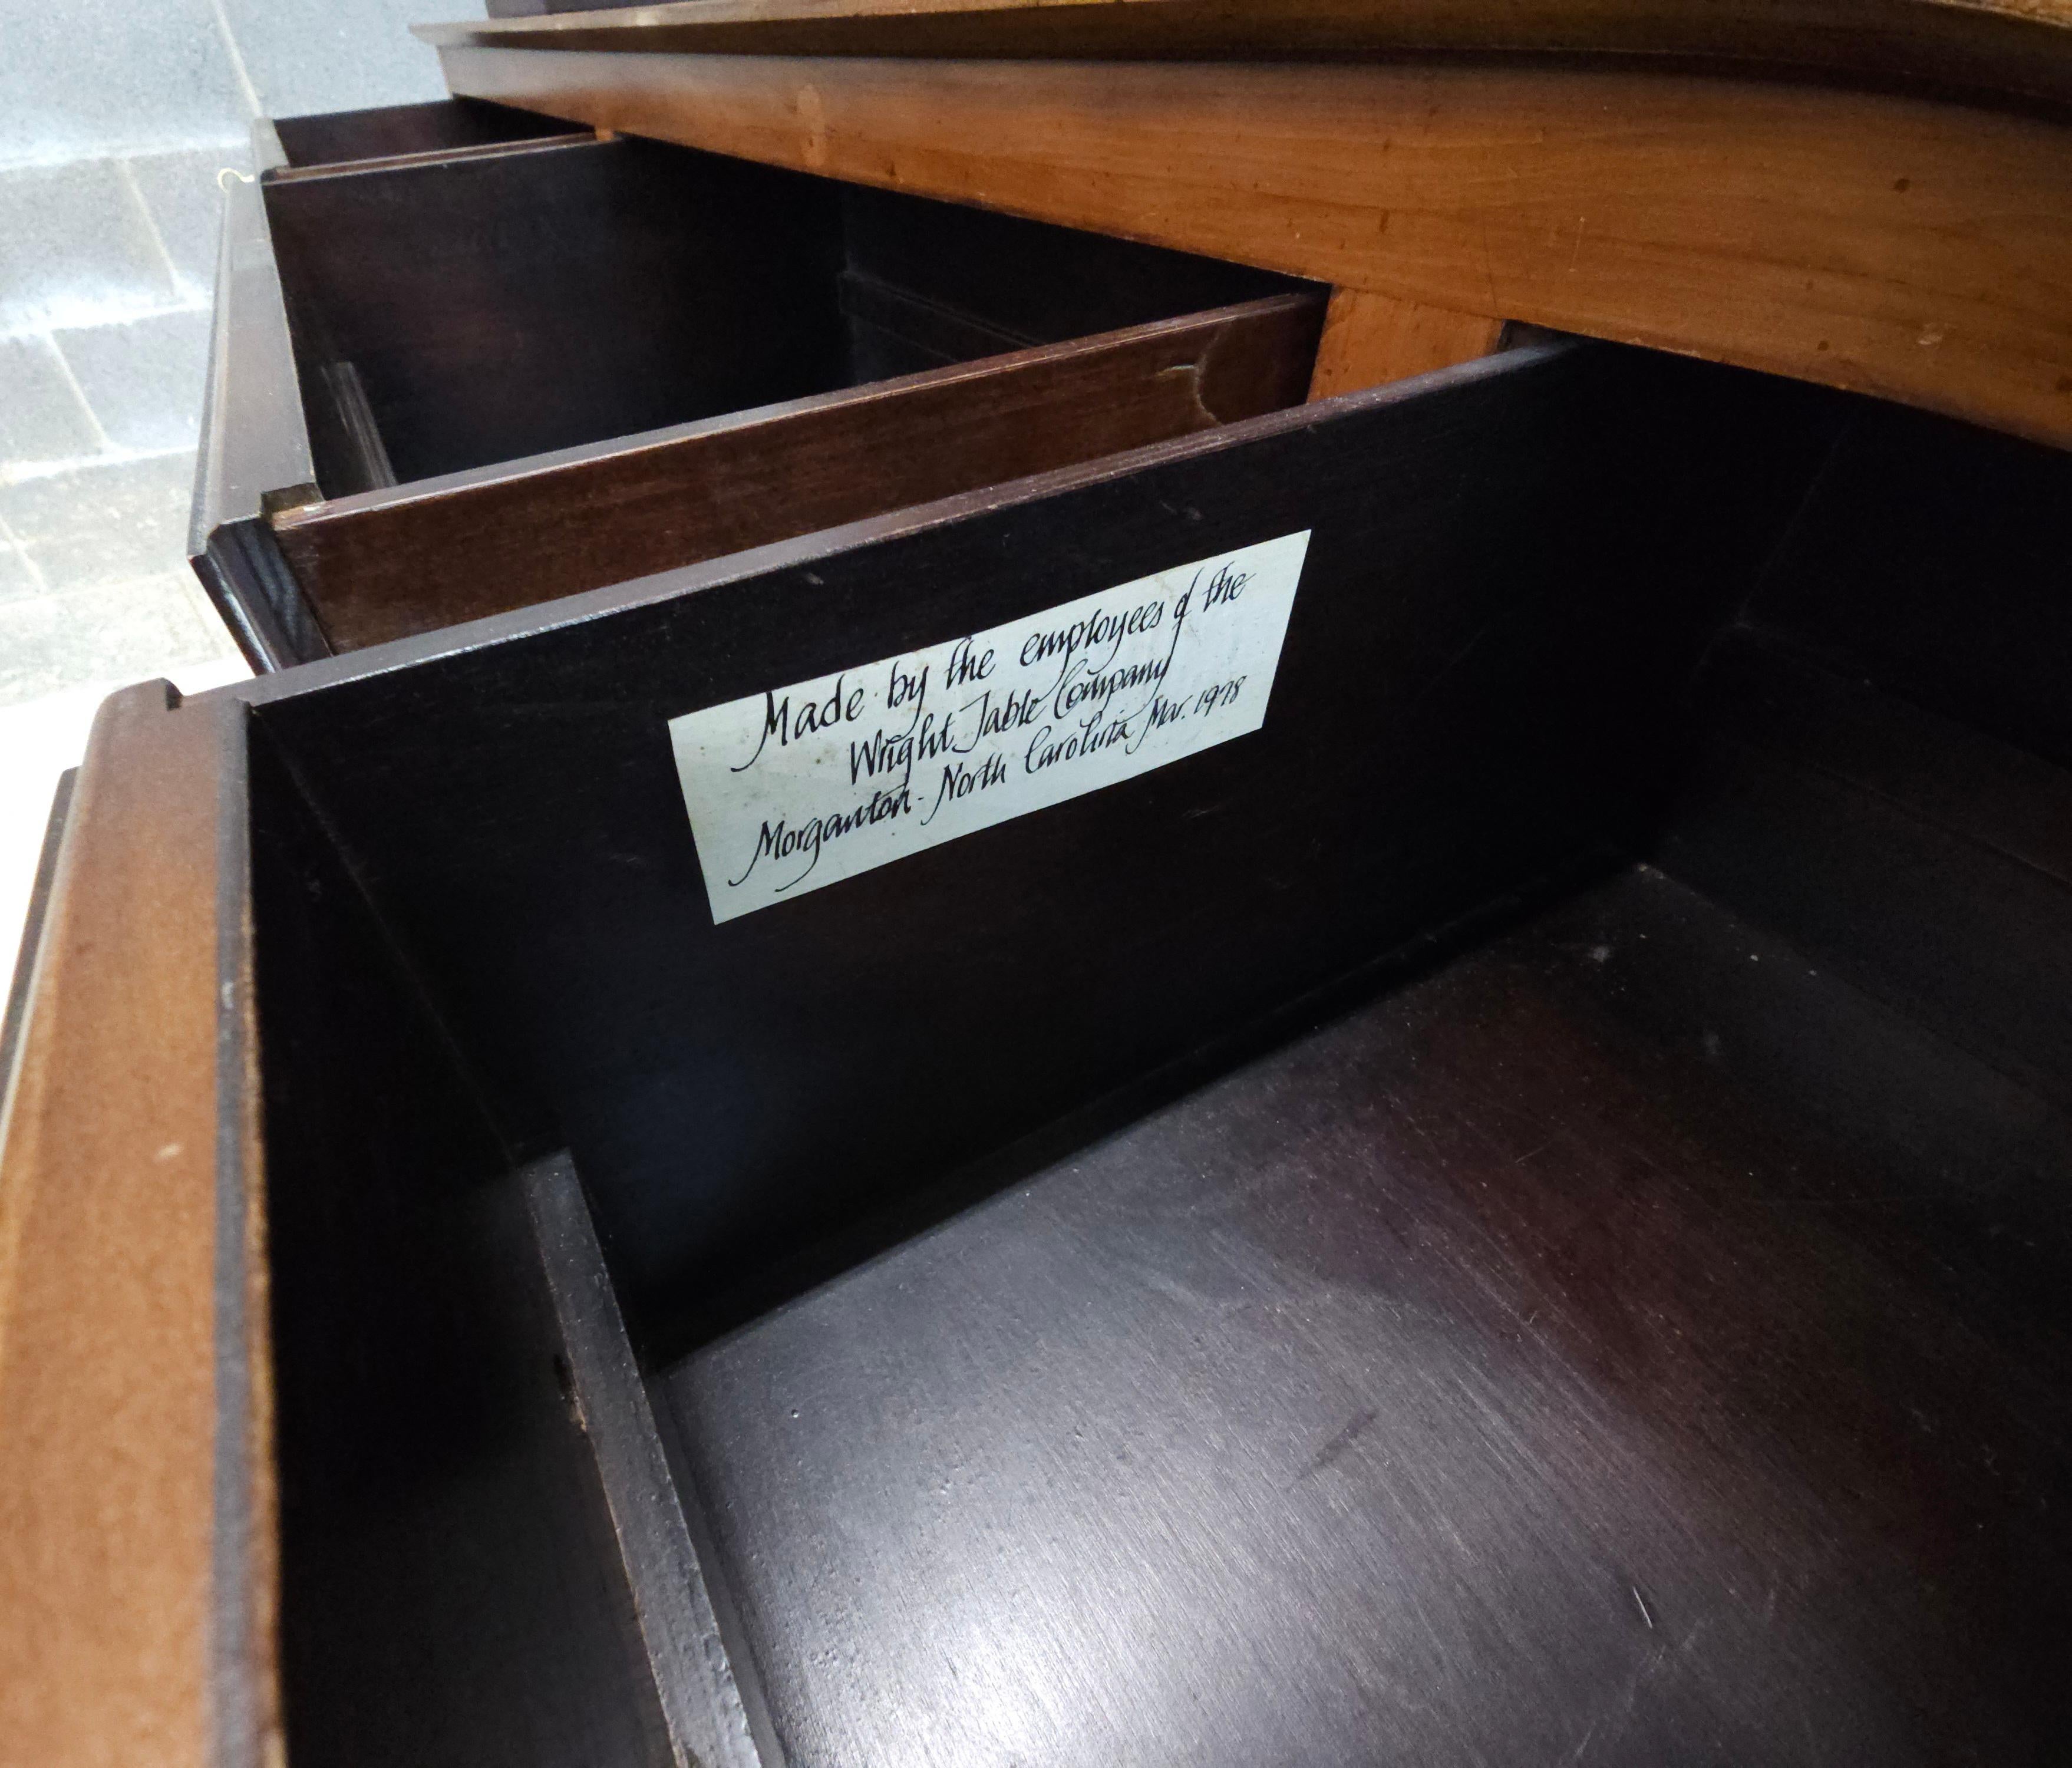 Made by the employees of the
Wright Table Company
Morganton - North Carolina Mar. 1978